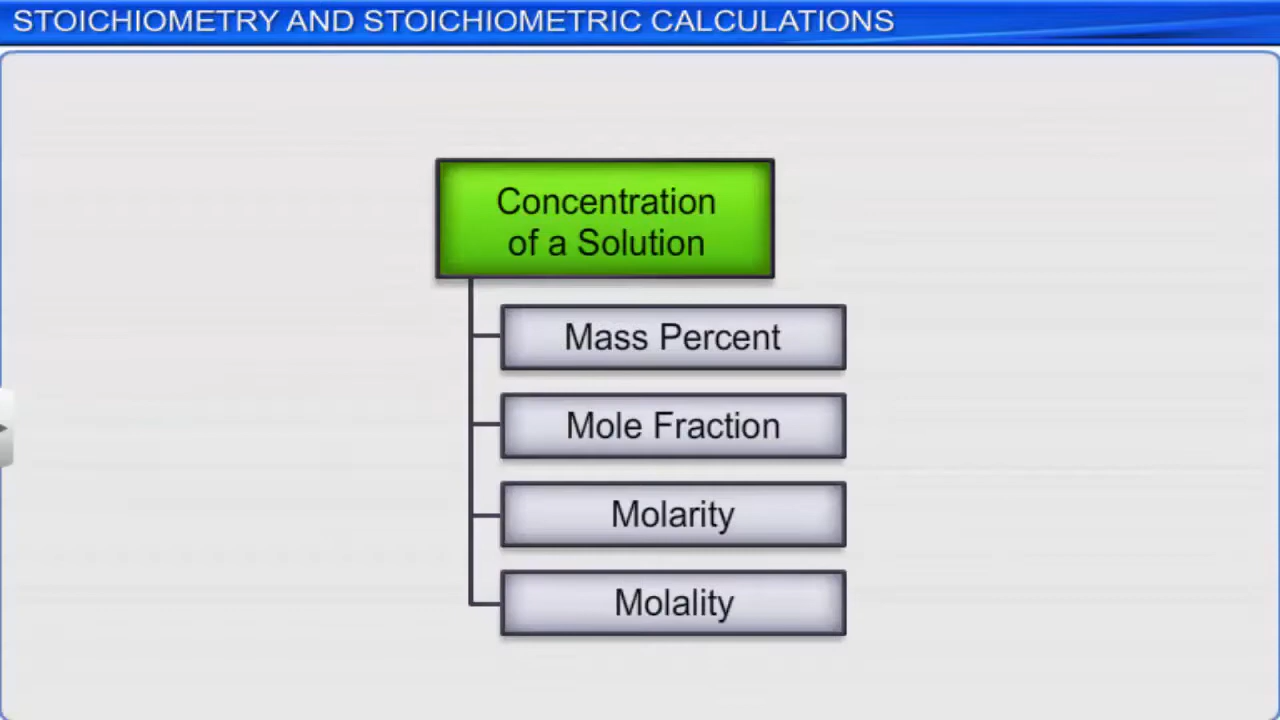 STOICHIOMETRY AND STOICHIOMETRIC CALCULATIONS
Concentration
of a Solution
Mass Percent
Mole Fraction
Molarity
Molality